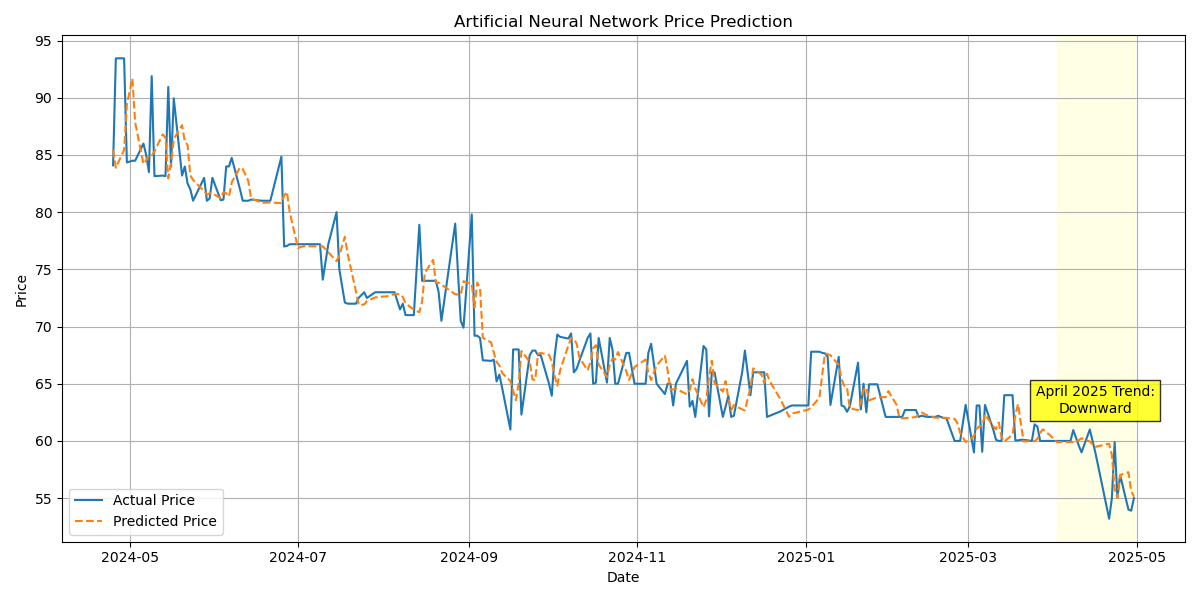 Artificial Neural Network Price Prediction
95
90
85
80
75
70
65
60
55
Price
April 2025 Trend:
Downward
Actual Price
Predicted Price
2024-05
2024-07
2024-09
2024-11
2025-01
2025-03
2025-05
Date